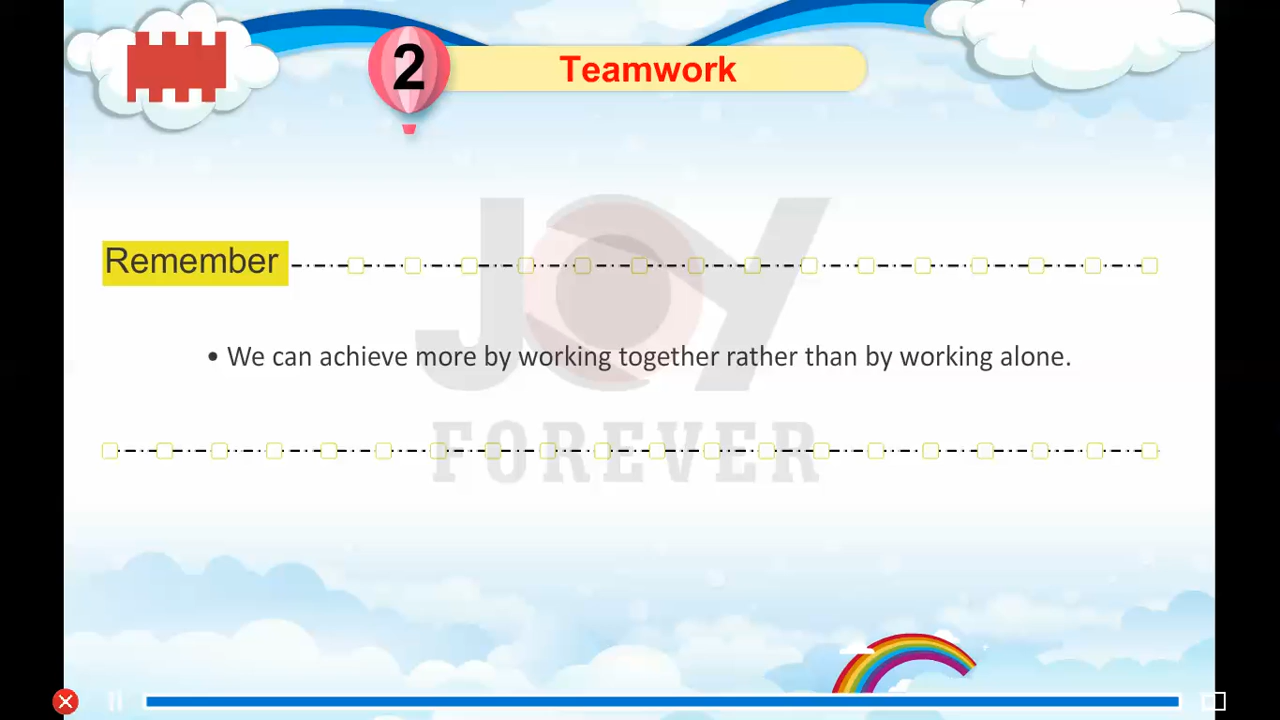 2
Teamwork
JOY
FOREVER
Remember
• We can achieve more by working together rather than by working alone.